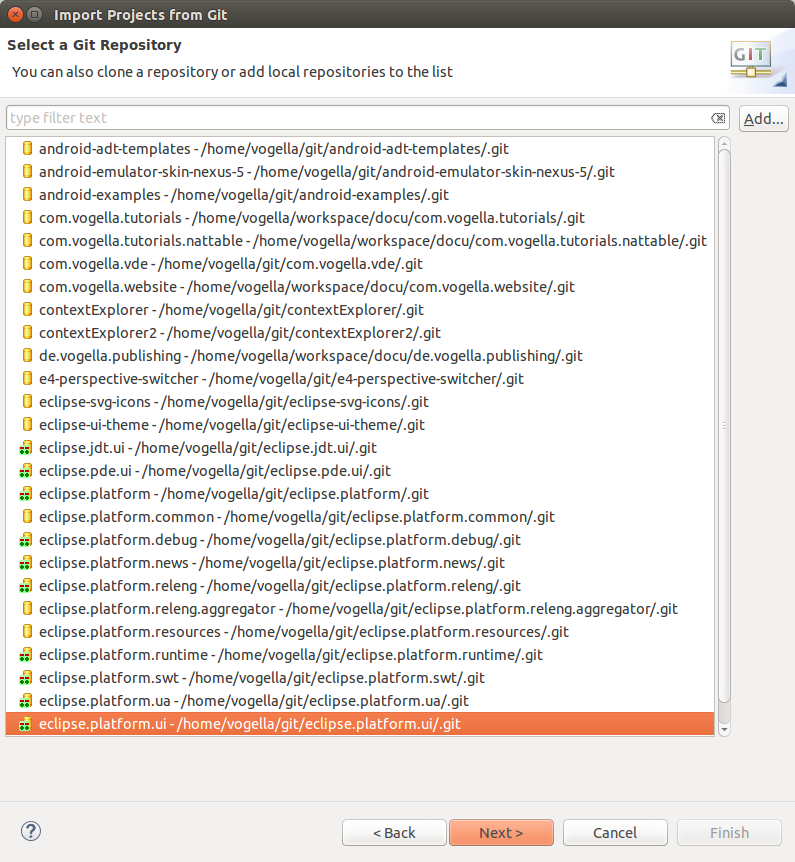 Import Projects from Git
Select a Git Repository
You can also clone a repository or add local repositories to the list
GIT
type filter text
Add...
android-adt-templates - /home/vogella/git/android-adt-templates/.git
android-emulator-skin-nexus-5 - /home/vogella/git/android-emulator-skin-nexus-5/.git
android-examples - /home/vogella/git/android-examples/.git
com.vogella.tutorials - /home/vogella/workspace/docu/com.vogella.tutorials/.git
com.vogella.tutorials.nattable - /home/vogella/workspace/docu/com.vogella.tutorials.nattable/.git
com.vogella.vde - /home/vogella/git/com.vogella.vde/.git
com.vogella.website - /home/vogella/workspace/docu/com.vogella.website/.git
contextExplorer - /home/vogella/git/contextExplorer/.git
contextExplorer2 - /home/vogella/git/contextExplorer2/.git
de.vogella.publishing - /home/vogella/workspace/docu/de.vogella.publishing/.git
e4-perspective-switcher - /home/vogella/git/e4-perspective-switcher/.git
eclipse-svg-icons - /home/vogella/git/eclipse-svg-icons/.git
eclipse-ui-theme - /home/vogella/git/eclipse-ui-theme/.git
eclipse.jdt.ui - /home/vogella/git/eclipse.jdt.ui/.git
eclipse.pde.ui - /home/vogella/git/eclipse.pde.ui/.git
eclipse.platform - /home/vogella/git/eclipse.platform/.git
eclipse.platform.common - /home/vogella/git/eclipse.platform.common/.git
eclipse.platform.debug - /home/vogella/git/eclipse.platform.debug/.git
eclipse.platform.news - /home/vogella/git/eclipse.platform.news/.git
eclipse.platform.releng - /home/vogella/git/eclipse.platform.releng/.git
eclipse.platform.releng.aggregator - /home/vogella/git/eclipse.platform.releng.aggregator/.git
eclipse.platform.resources - /home/vogella/git/eclipse.platform.resources/.git
eclipse.platform.runtime - /home/vogella/git/eclipse.platform.runtime/.git
eclipse.platform.swt - /home/vogella/git/eclipse.platform.swt/.git
eclipse.platform.ua - /home/vogella/git/eclipse.platform.ua/.git
eclipse.platform.ui - /home/vogella/git/eclipse.platform.ui/.git
?
< Back
Next >
Cancel
Finish